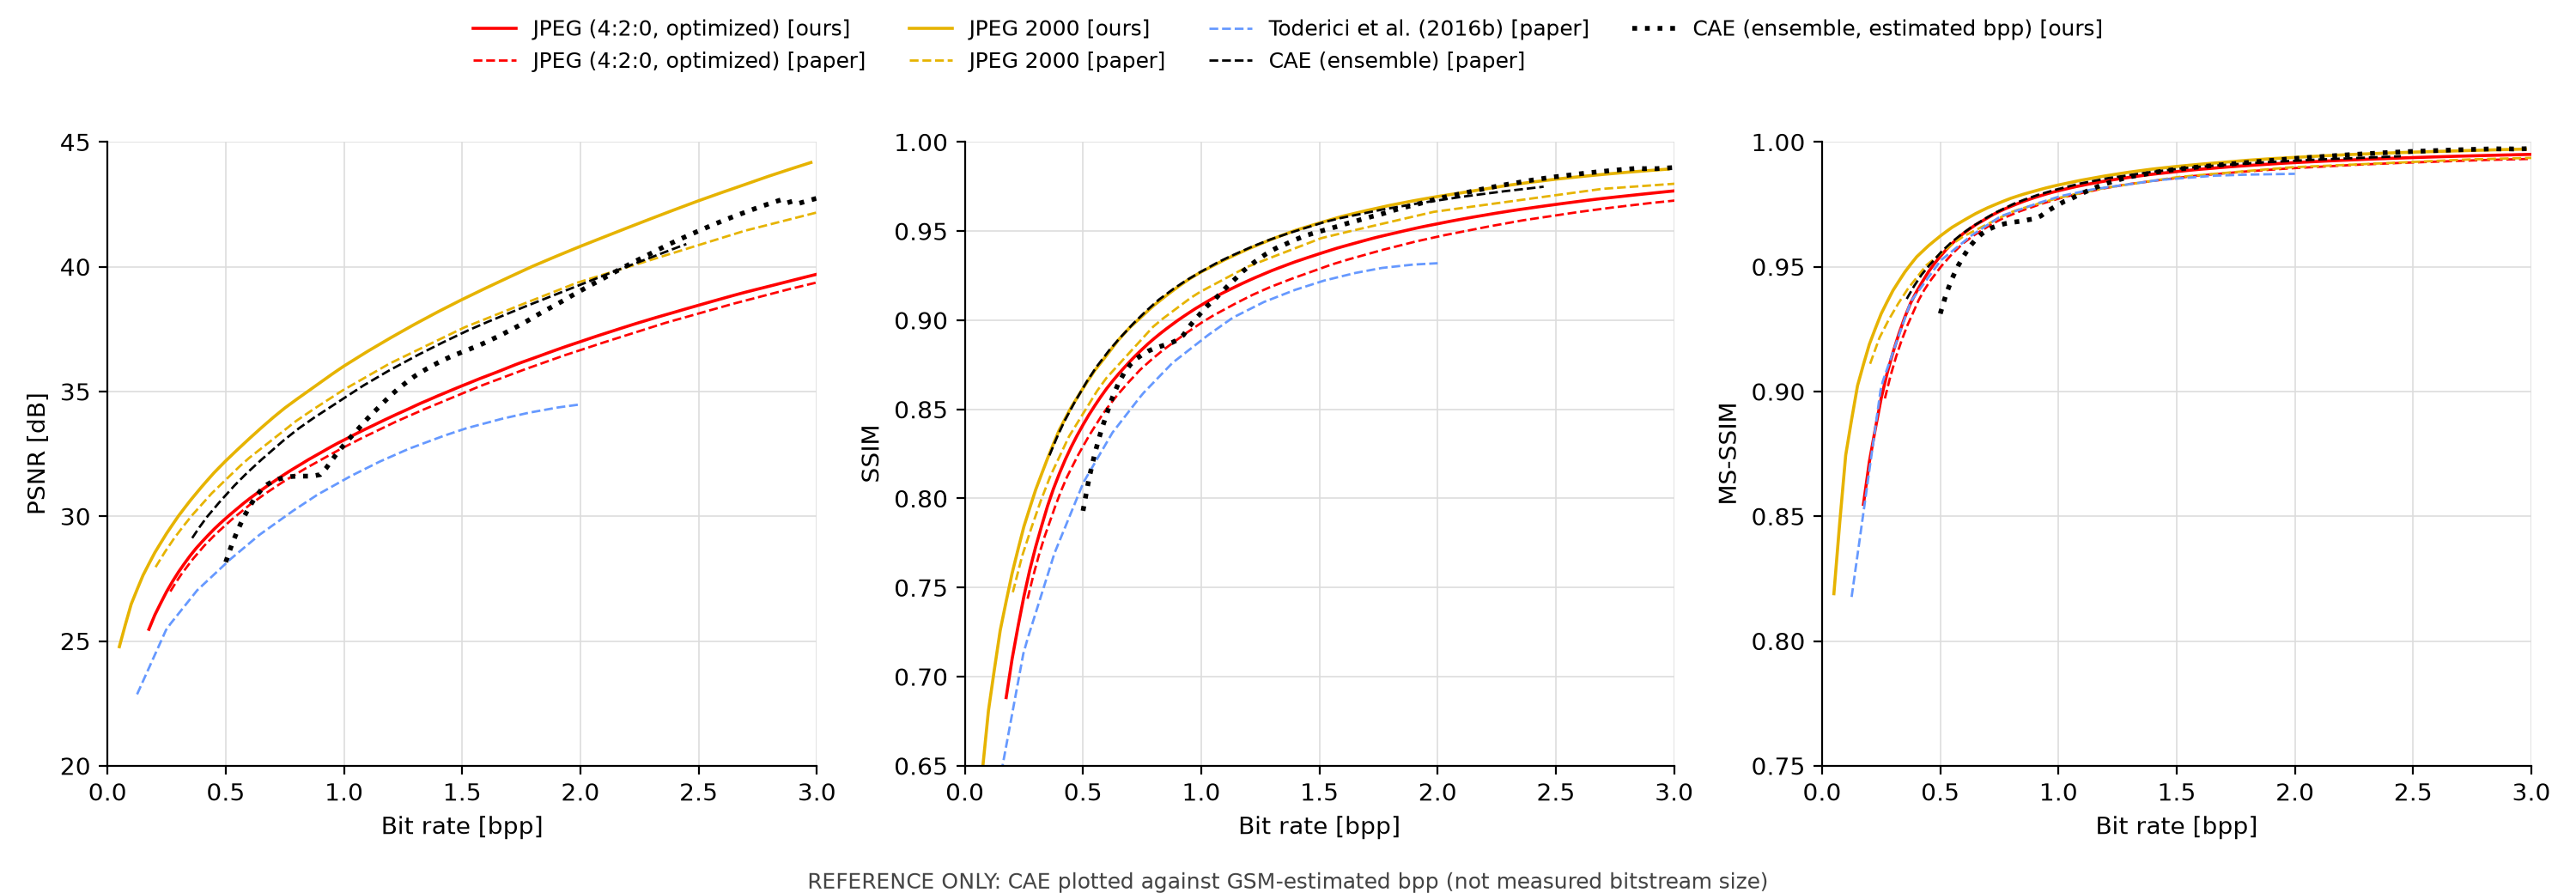 JPEG (4:2:0, optimized) [ours]
JPEG (4:2:0, optimized) [paper]
JPEG 2000 [ours]
JPEG 2000 [paper]
Toderici et al. (2016b) [paper]
CAE (ensemble) [paper]
CAE (ensemble, estimated bpp) [ours]
PSNR [dB]
45
40
35
30
25
20
0.0 0.5 1.0 1.5 2.0 2.5 3.0
Bit rate [bpp]
SSIM
1.00
0.95
0.90
0.85
0.80
0.75
0.70
0.65
0.0 0.5 1.0 1.5 2.0 2.5 3.0
Bit rate [bpp]
MS-SSIM
1.00
0.95
0.90
0.85
0.80
0.75
0.0 0.5 1.0 1.5 2.0 2.5 3.0
Bit rate [bpp]
REFERENCE ONLY: CAE plotted against GSM-estimated bpp (not measured bitstream size)